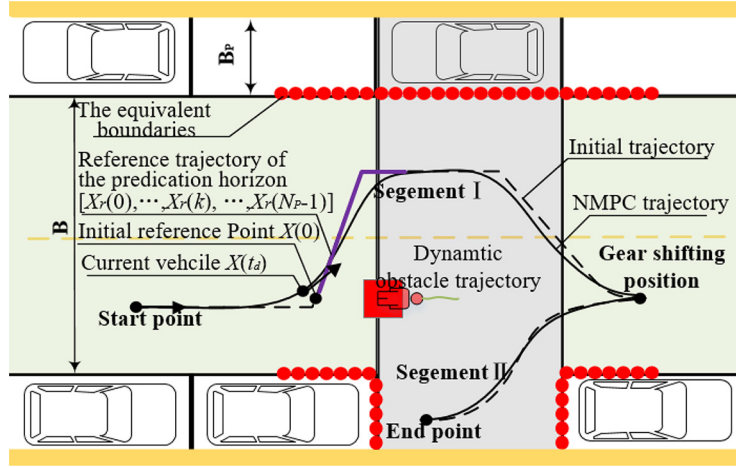 Bₚ
The equivalent
boundaries
Reference trajectory of
the predication horizon
[Xᵣ(0),⋯,Xᵣ(k), ⋯,Xᵣ(Nₚ-1)]
Initial reference Point X(0)
Current vehcile X(t_d)
Start point
B
Segement Ⅰ
Initial trajectory
NMPC trajectory
Gear shifting
position
Dynamtic
obstacle trajectory
Segement Ⅱ
End point